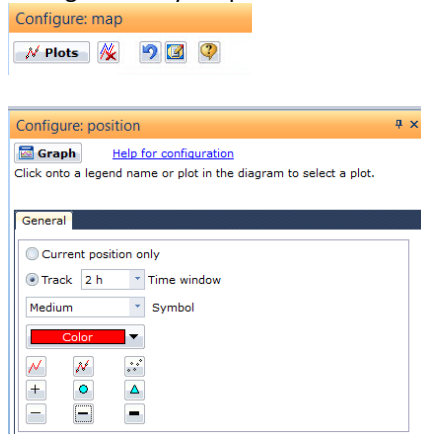 Configure: map
Plots
Configure: position
Graph Help for configuration
Click onto a legend name or plot in the diagram to select a plot.
General
Current position only
Track 2 h Time window
Medium Symbol
Color